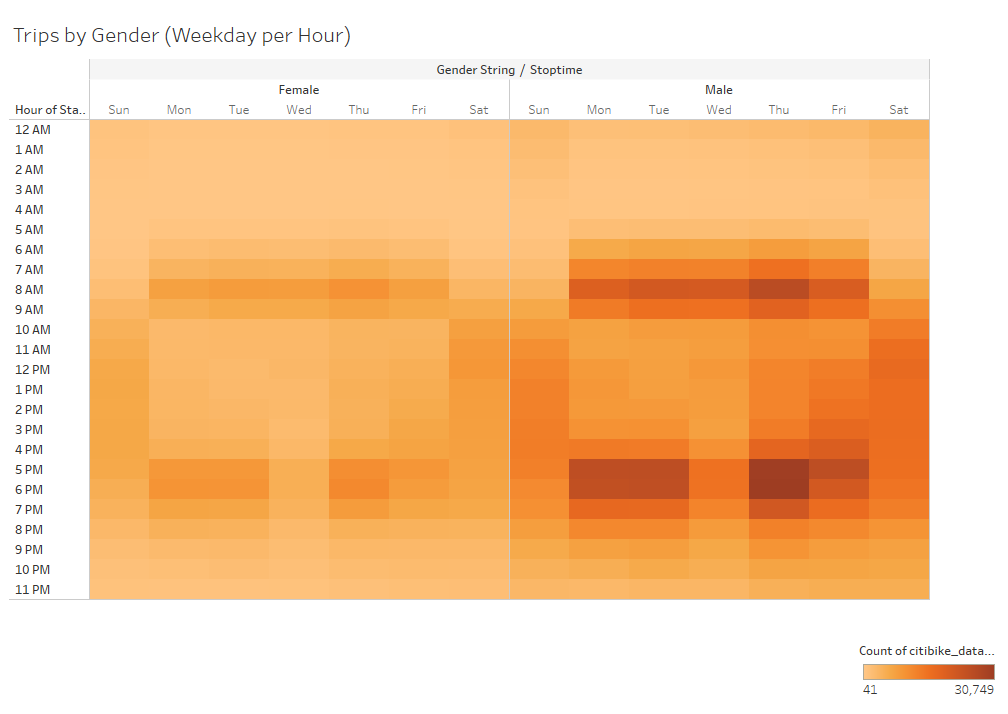 Trips by Gender (Weekday per Hour)
Gender String / Stoptime
Female Male
Hour of Sta.. Sun Mon Tue Wed Thu Fri Sat Sun Mon Tue Wed Thu Fri Sat
12 AM
1 AM
2 AM
3 AM
4 AM
5 AM
6 AM
7 AM
8 AM
9 AM
10 AM
11 AM
12 PM
1 PM
2 PM
3 PM
4 PM
5 PM
6 PM
7 PM
8 PM
9 PM
10 PM
11 PM
Count of citibike_data...
41 30,749